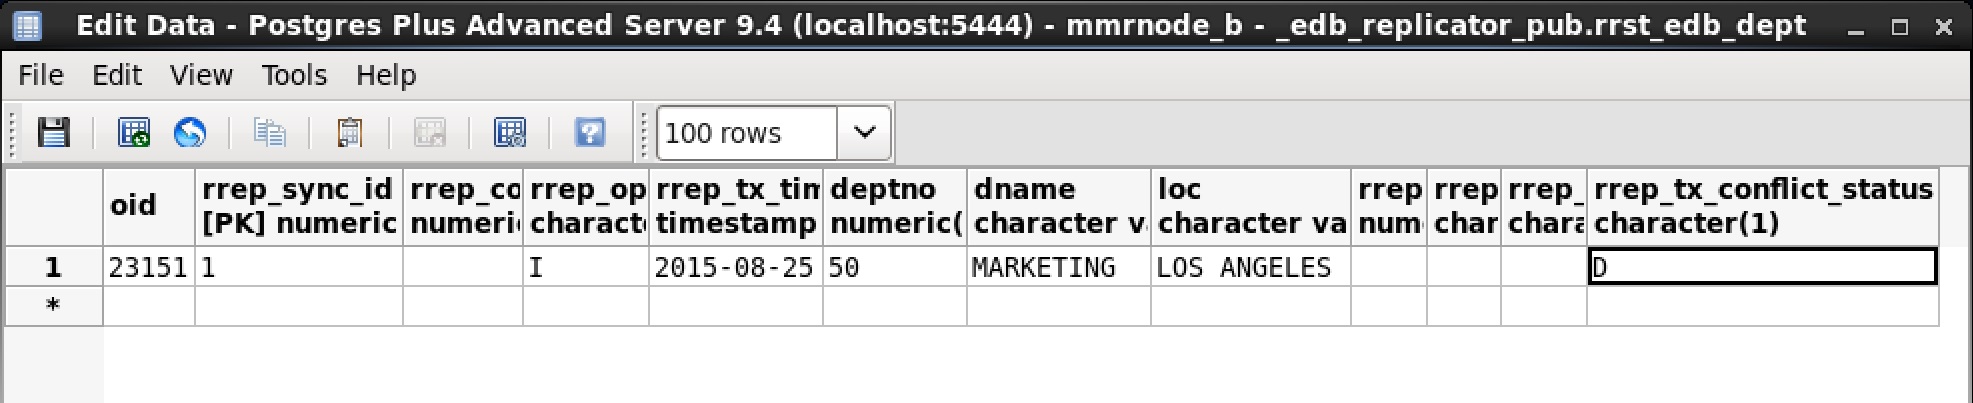 Edit Data - Postgres Plus Advanced Server 9.4 (localhost:5444) - mmrnode_b - _edb_replicator_pub.rrst_edb_dept
File Edit View Tools Help
100 rows
oid rrep_sync_id rrep_co rrep_op rrep_tx_tim deptno dname loc rrep rrep rrep_ rrep_tx_conflict_status
[PK] numeric numeri charact timestamp numeric( character v character va num char chara character(1)
1 23151 1 I 2015-08-25 50 MARKETING LOS ANGELES D
*